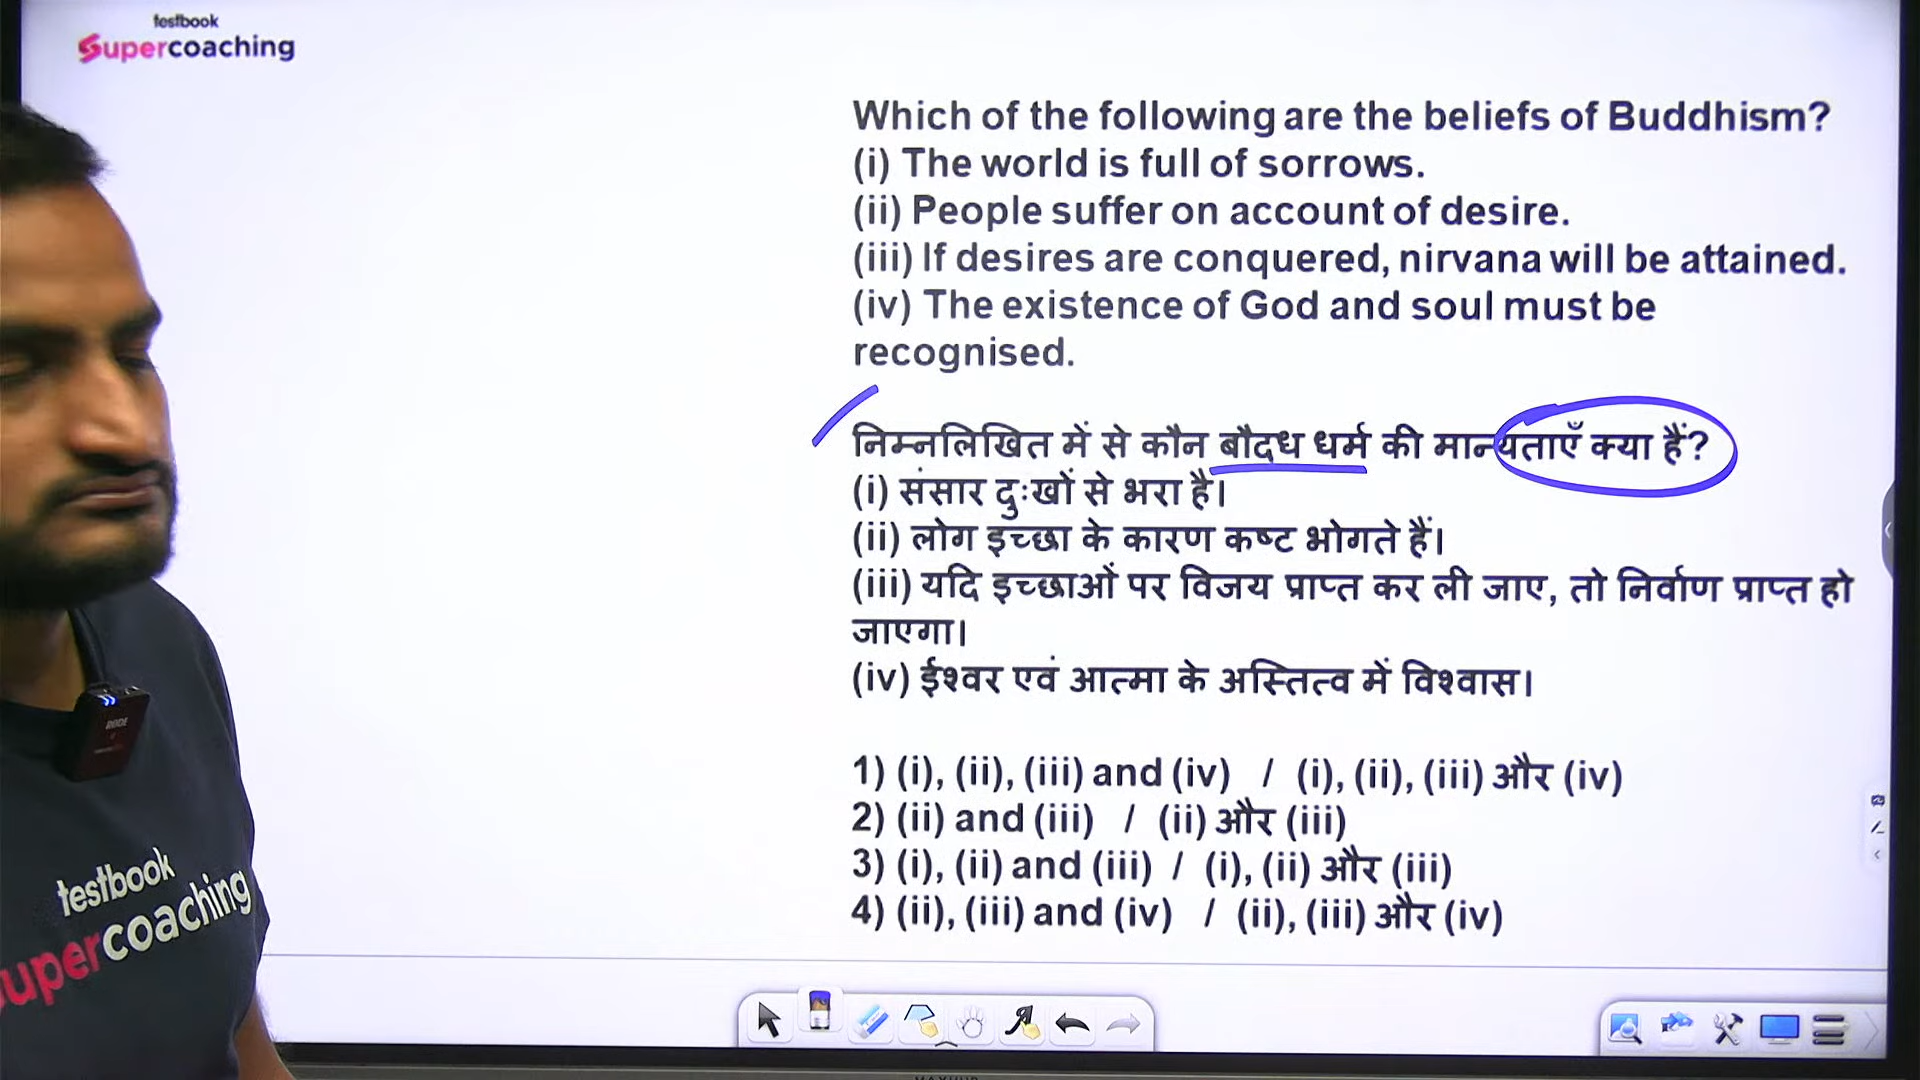 testbook
Supercoaching
Which of the following are the beliefs of Buddhism?
(i) The world is full of sorrows.
(ii) People suffer on account of desire.
(iii) If desires are conquered, nirvana will be attained.
(iv) The existence of God and soul must be
recognised.
निम्नलिखित में से कौन बौदध धर्म की मान्यताएँ क्या हैं?
(i) संसार दुःखों से भरा है।
(ii) लोग इच्छा के कारण कष्ट भोगते हैं।
(iii) यदि इच्छाओं पर विजय प्राप्त कर ली जाए, तो निर्वाण प्राप्त हो
जाएगा।
(iv) ईश्वर एवं आत्मा के अस्तित्व में विश्वास।
1) (i), (ii), (iii) and (iv) / (i), (ii), (iii) और (iv)
2) (ii) and (iii) / (ii) और (iii)
3) (i), (ii) and (iii) / (i), (ii) और (iii)
4) (ii), (iii) and (iv) / (ii), (iii) और (iv)
RODE
testbook
supercoaching